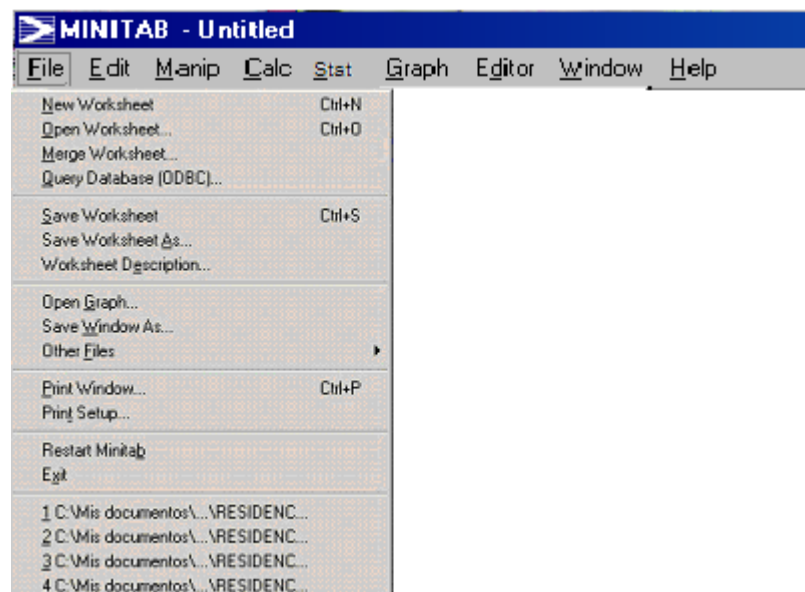 MINITAB - Untitled
File Edit Manip Calc Stat Graph Editor Window Help
New Worksheet Ctrl+N
Open Worksheet... Ctrl+O
Merge Worksheet...
Query Database (ODBC)...
Save Worksheet Ctrl+S
Save Worksheet As...
Worksheet Description...
Open Graph...
Save Window As...
Other Files
Print Window... Ctrl+P
Print Setup...
Restart Minitab
Exit
1 C:\Mis documentos\...\RESIDENC...
2 C:\Mis documentos\...\RESIDENC...
3 C:\Mis documentos\...\RESIDENC...
4 C:\Mis documentos\...\RESIDENC...